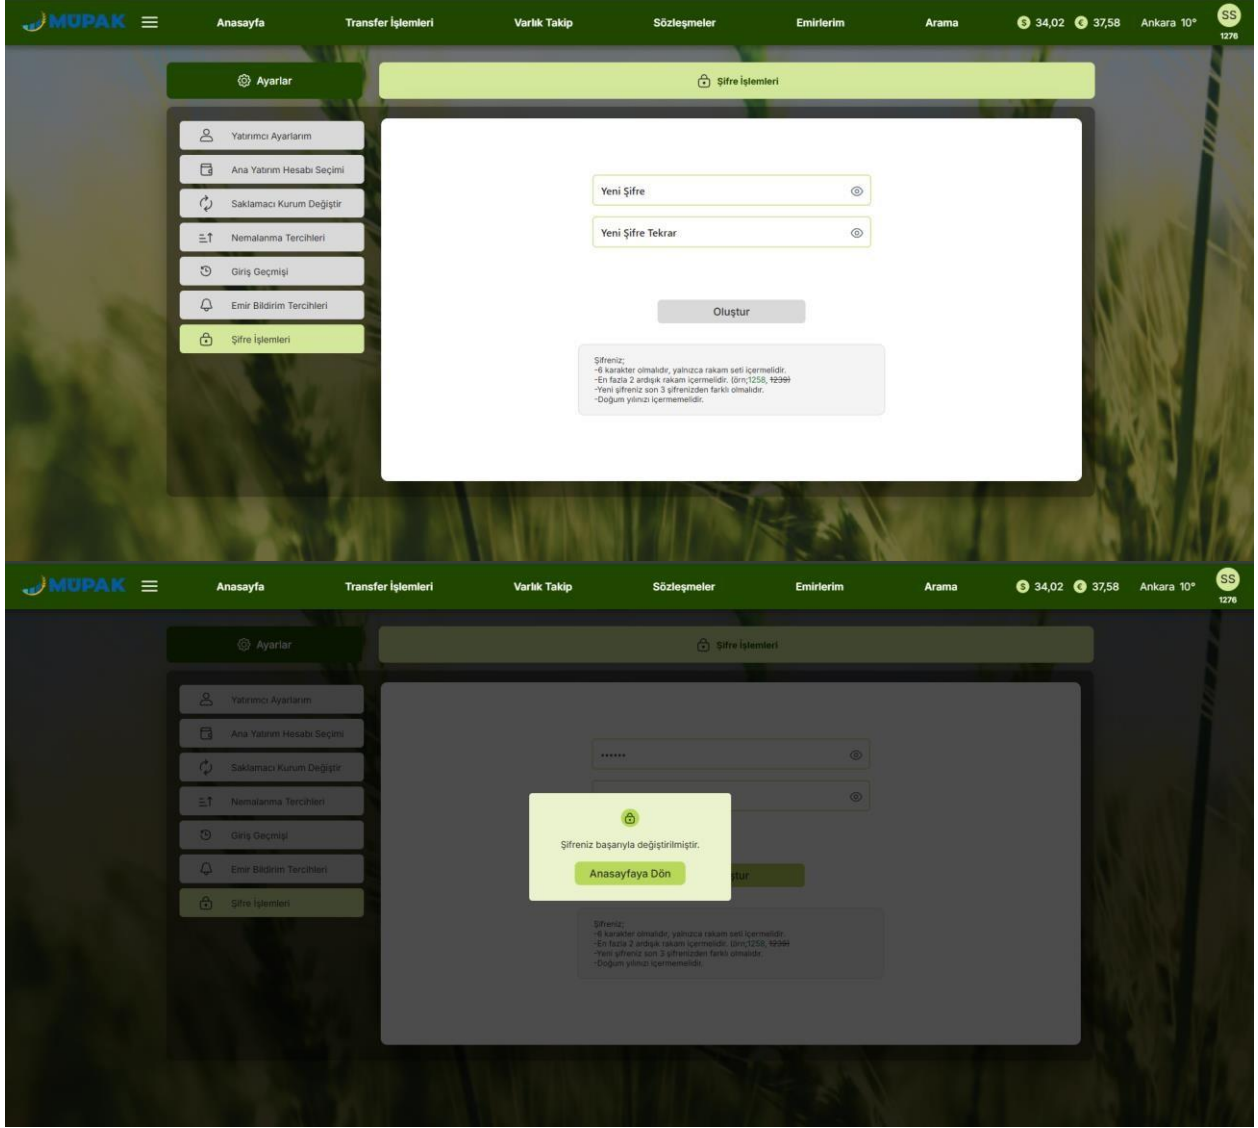 MÜPAK
Anasayfa
Transfer İşlemleri
Varlık Takip
Sözleşmeler
Emirlerim
Arama
$ 34,02
€ 37,58
Ankara 10°
SS
1276
Ayarlar
Şifre İşlemleri
Yatırımcı Ayarlarım
Ana Yatırım Hesabı Seçimi
Saklamacı Kurum Değiştir
Nemalanma Tercihleri
Giriş Geçmişi
Emir Bildirim Tercihleri
Şifre İşlemleri
Yeni Şifre
Yeni Şifre Tekrar
Oluştur
Şifreniz;
-6 karakter olmalıdır, yalnızca rakam seti içermelidir.
-En fazla 2 ardışık rakam içermelidir. (örn;1258, 1239)
-Yeni şifreniz son 3 şifrenizden farklı olmalıdır.
-Doğum yılınızı içermemelidir.
MÜPAK
Anasayfa
Transfer İşlemleri
Varlık Takip
Sözleşmeler
Emirlerim
Arama
$ 34,02
€ 37,58
Ankara 10°
SS
1276
Ayarlar
Şifre İşlemleri
Yatırımcı Ayarlarım
Ana Yatırım Hesabı Seçimi
Saklamacı Kurum Değiştir
Nemalanma Tercihleri
Giriş Geçmişi
Emir Bildirim Tercihleri
Şifre İşlemleri
••••••
Şifreniz başarıyla değiştirilmiştir.
Anasayfaya Dön
ştur
Şifreniz;
-6 karakter olmalıdır, yalnızca rakam seti içermelidir.
-En fazla 2 ardışık rakam içermelidir. (örn;1258, 1239)
-Yeni şifreniz son 3 şifrenizden farklı olmalıdır.
-Doğum yılınızı içermemelidir.